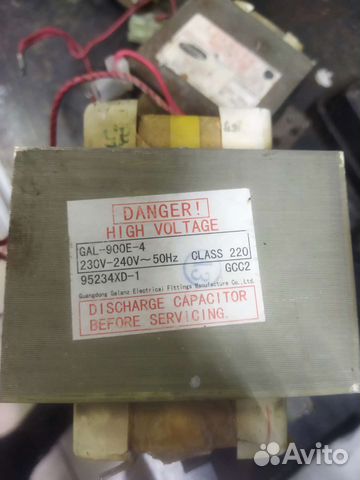 DANGER!
HIGH VOLTAGE
GAL-900E-4
230V-240V~50Hz CLASS 220
95234XD-1 GCC2
Guangdong Galanz Electrical Fittings Manufacture Co., Ltd.
DISCHARGE CAPACITOR
BEFORE SERVICING.
Avito